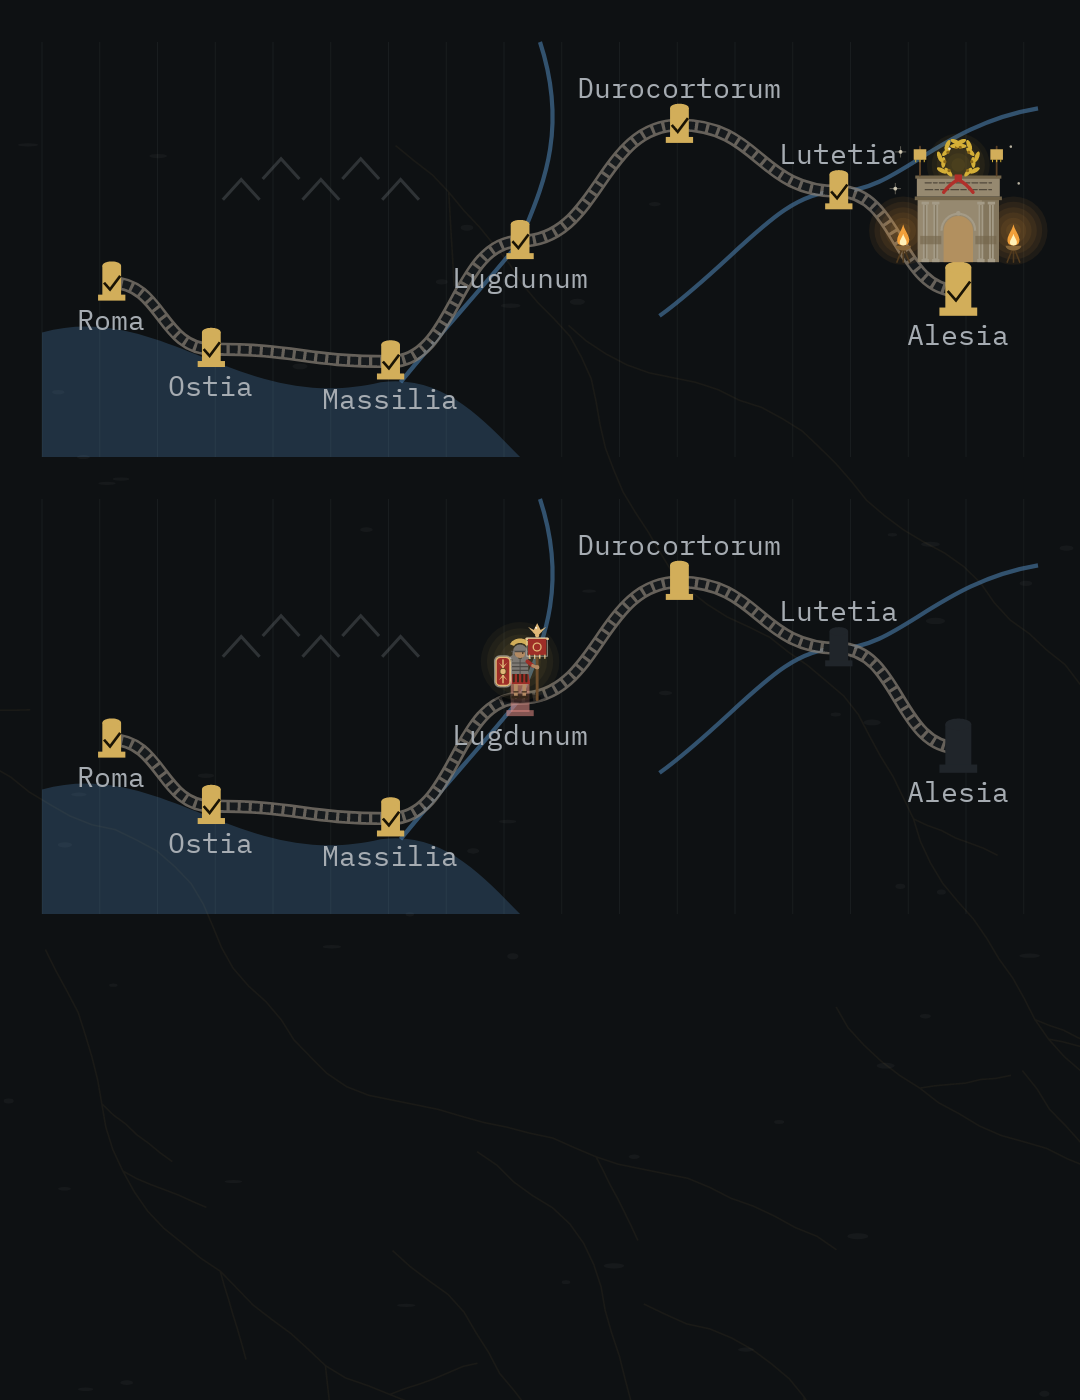 Durocortorum
Lutetia
Lugdunum
Roma
Alesia
Ostia
Massilia
Durocortorum
Lutetia
Lugdunum
Roma
Alesia
Ostia
Massilia